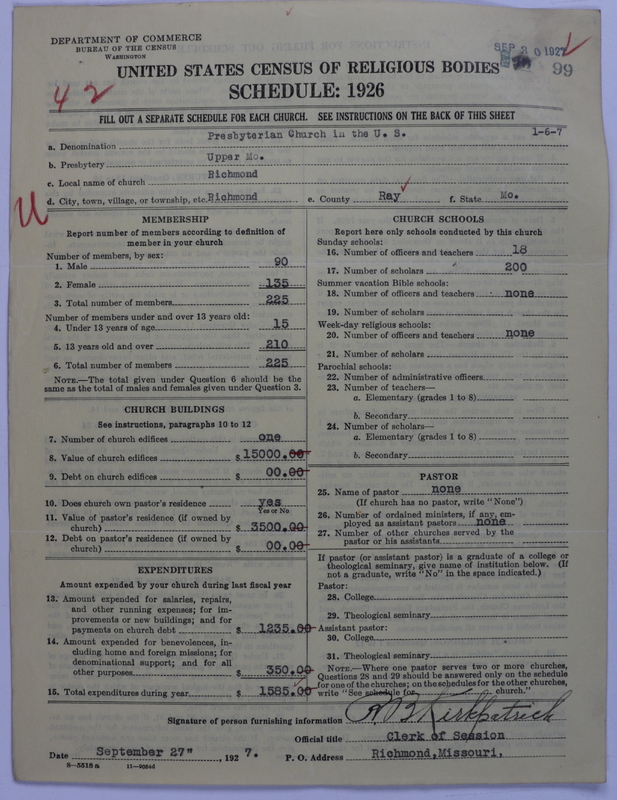 DEPARTMENT OF COMMERCE
BUREAU OF THE CENSUS
WASHINGTON
SEP 30 1927
99
UNITED STATES CENSUS OF RELIGIOUS BODIES
42
SCHEDULE: 1926
FILL OUT A SEPARATE SCHEDULE FOR EACH CHURCH. SEE INSTRUCTIONS ON THE BACK OF THIS SHEET
a. Denomination Presbyterian Church in the U. S. 1-6-7
b. Presbytery Upper Mo.
c. Local name of church Richmond
d. City, town, village, or township, etc. Richmond e. County Ray f. State Mo.
U
MEMBERSHIP
Report number of members according to definition of
member in your church
Number of members, by sex:
1. Male 90
2. Female 135
3. Total number of members 225
Number of members under and over 13 years old:
4. Under 13 years of age 15
5. 13 years old and over 210
6. Total number of members 225
NOTE.—The total given under Question 6 should be the
same as the total of males and females given under Question 3.
CHURCH BUILDINGS
See instructions, paragraphs 10 to 12
7. Number of church edifices one
8. Value of church edifices $15000.00
9. Debt on church edifices $ 00.00
10. Does church own pastor's residence yes
Yes or No
11. Value of pastor's residence (if owned by
church) $ 3500.00
12. Debt on pastor's residence (if owned by
church) $ 00.00
EXPENDITURES
Amount expended by your church during last fiscal year
13. Amount expended for salaries, repairs,
and other running expenses; for im-
provements or new buildings; and for
payments on church debt $ 1235.00
14. Amount expended for benevolences, in-
cluding home and foreign missions; for
denominational support; and for all
other purposes $ 350.00
15. Total expenditures during year $ 1585.00
CHURCH SCHOOLS
Report here only schools conducted by this church
Sunday schools:
16. Number of officers and teachers 18
17. Number of scholars 200
Summer vacation Bible schools:
18. Number of officers and teachers none
19. Number of scholars
Week-day religious schools:
20. Number of officers and teachers none
21. Number of scholars
Parochial schools:
22. Number of administrative officers
23. Number of teachers—
a. Elementary (grades 1 to 8)
b. Secondary
24. Number of scholars—
a. Elementary (grades 1 to 8)
b. Secondary
PASTOR
25. Name of pastor none
(If church has no pastor, write "None")
26. Number of ordained ministers, if any, em-
ployed as assistant pastors none
27. Number of other churches served by the
pastor or his assistants
If pastor (or assistant pastor) is a graduate of a college or
theological seminary, give name of institution below. (If
not a graduate, write "No" in the space indicated.)
Pastor:
28. College
29. Theological seminary
Assistant pastor:
30. College
31. Theological seminary
NOTE.—Where one pastor serves two or more churches,
Questions 28 and 29 should be answered only on the schedule
for one of the churches; on the schedules for the other churches,
write "See schedule for church."
Signature of person furnishing information Kirkpatrick
Official title Clerk of Session
Date September 27" , 1927. P. O. Address Richmond, Missouri,
8-5518a 11-9084d